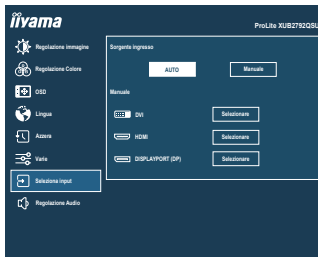 iiyama
ProLite XUB2792QSU
Regolazione immagine
Regolazione Colore
OSD
Lingua
Azzera
Varie
Seleziona input
Regolazione Audio
Sorgente ingresso
AUTO
Manuale
Manuale
DVI
Selezionare
HDMI
Selezionare
DISPLAYPORT (DP)
Selezionare